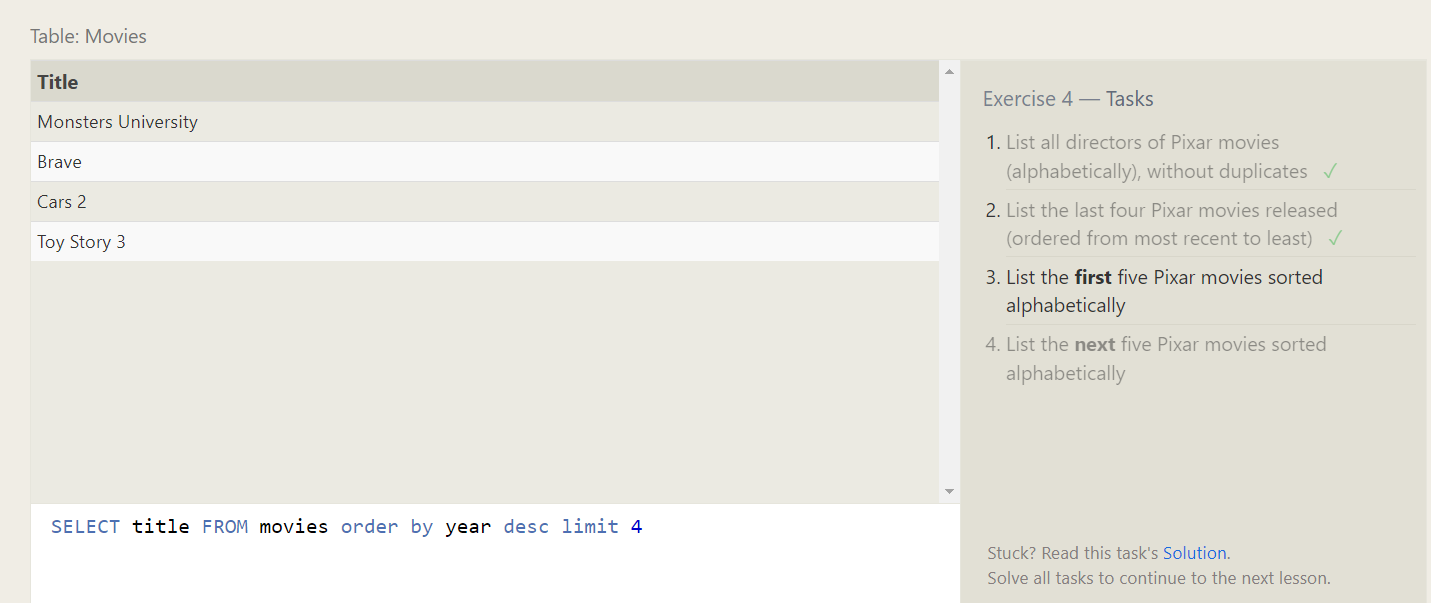 Table: Movies
Title
Monsters University
Brave
Cars 2
Toy Story 3
SELECT title FROM movies order by year desc limit 4
Exercise 4 — Tasks
1. List all directors of Pixar movies
(alphabetically), without duplicates ✓
2. List the last four Pixar movies released
(ordered from most recent to least) ✓
3. List the first five Pixar movies sorted
alphabetically
4. List the next five Pixar movies sorted
alphabetically
Stuck? Read this task's Solution.
Solve all tasks to continue to the next lesson.